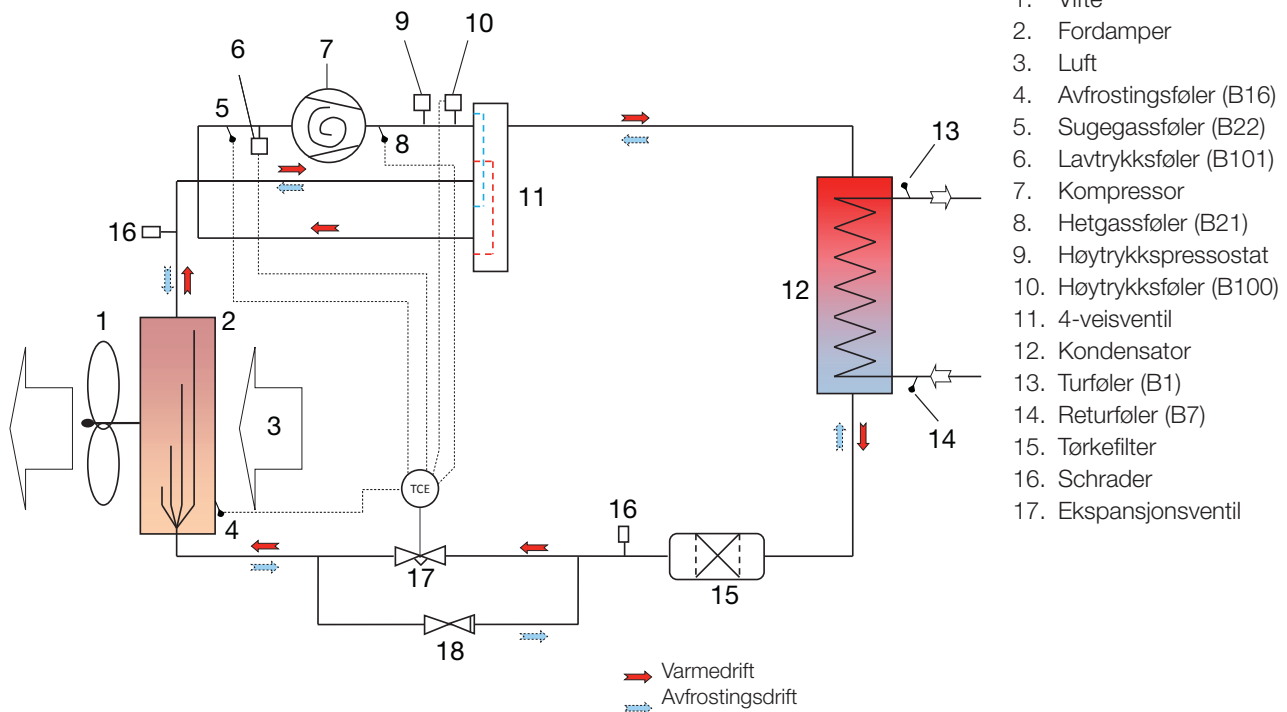 9
10
1. Vifte
2. Fordamper
3. Luft
4. Avfrostingsføler (B16)
5. Sugegassføler (B22)
6. Lavtrykksføler (B101)
7. Kompressor
8. Hetgassføler (B21)
9. Høytrykkspressostat
10. Høytrykksføler (B100)
11. 4-veisventil
12. Kondensator
13. Turføler (B1)
14. Returføler (B7)
15. Tørkefilter
16. Schrader
17. Ekspansjonsventil
6
7
5
8
13
11
16
12
1
2
3
14
4
TCE
16
17
15
18
Varmedrift
Avfrostingsdrift